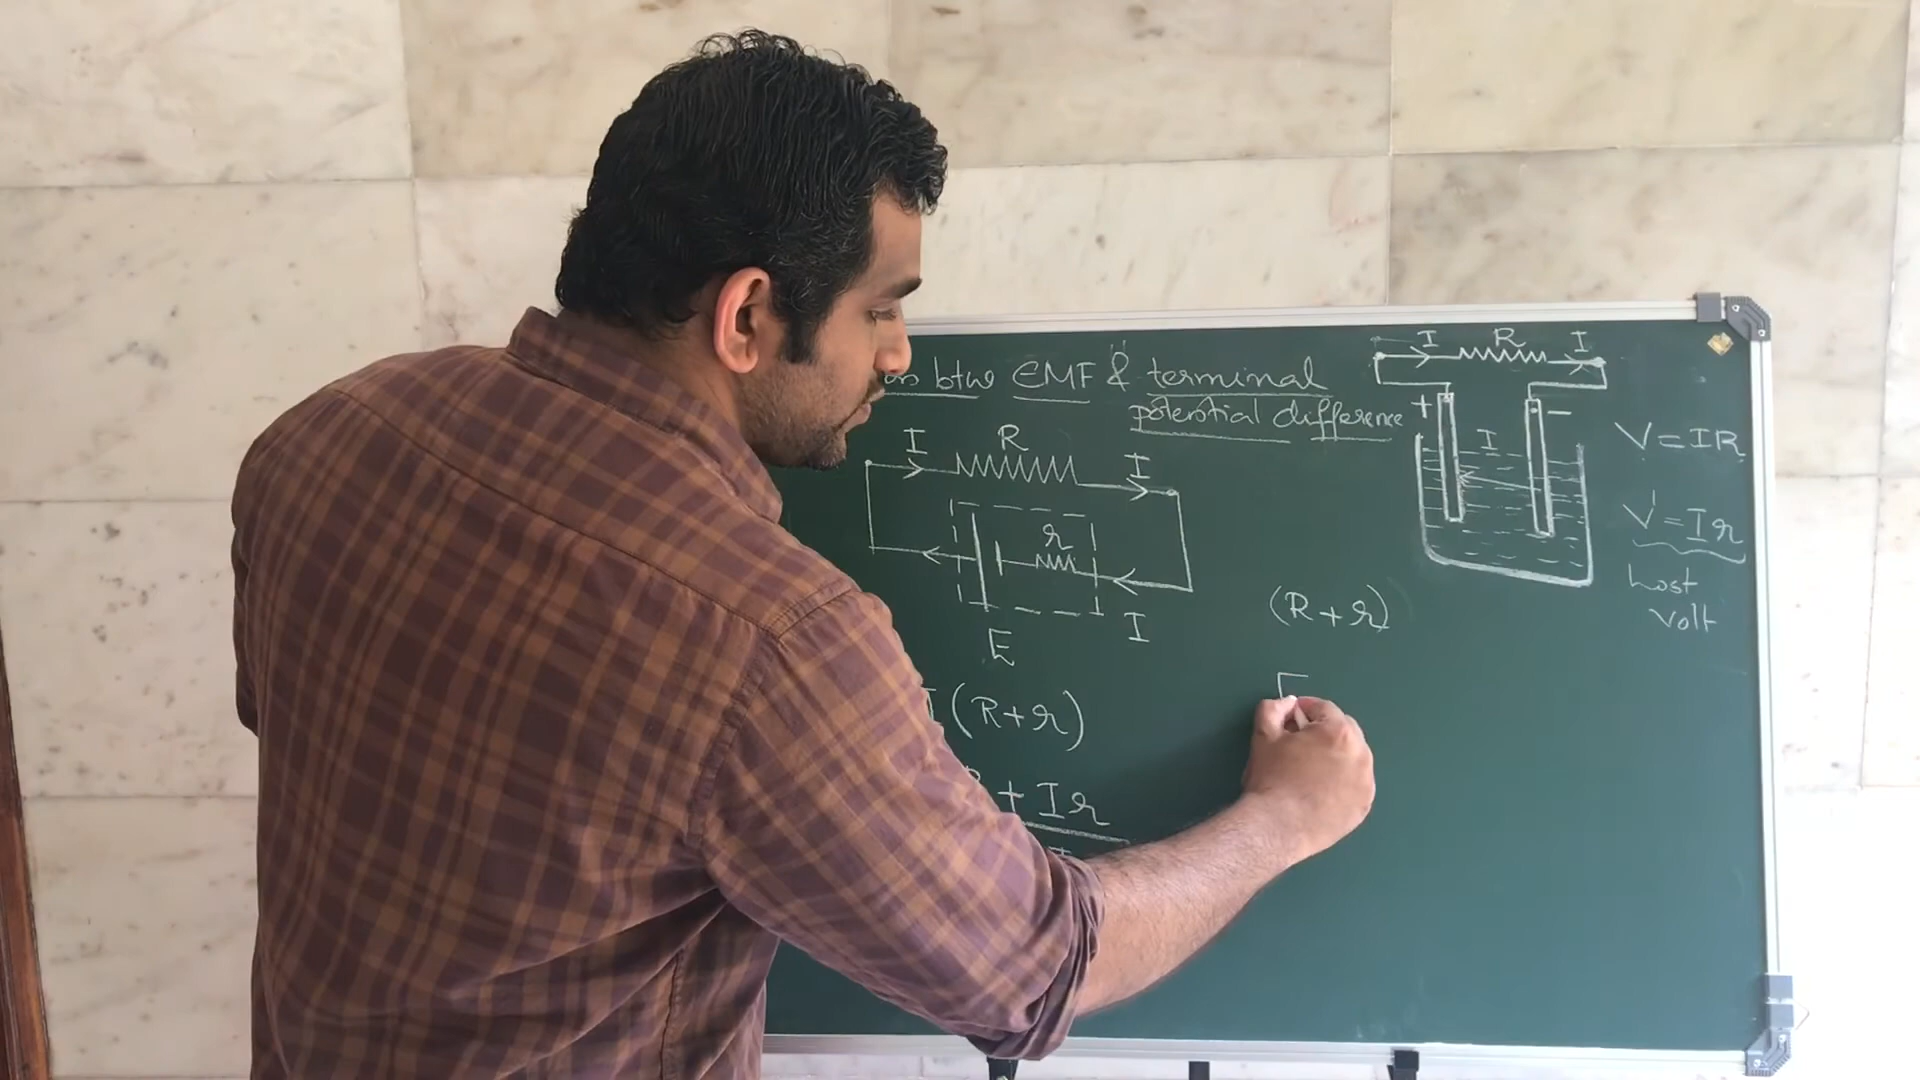 btw EMF & terminal
potential difference
I R I
r
I
E
(R+r)
+ Ir
(R+r)
I R I
+ −
I
V=IR
V'=Ir
Lost
Volt